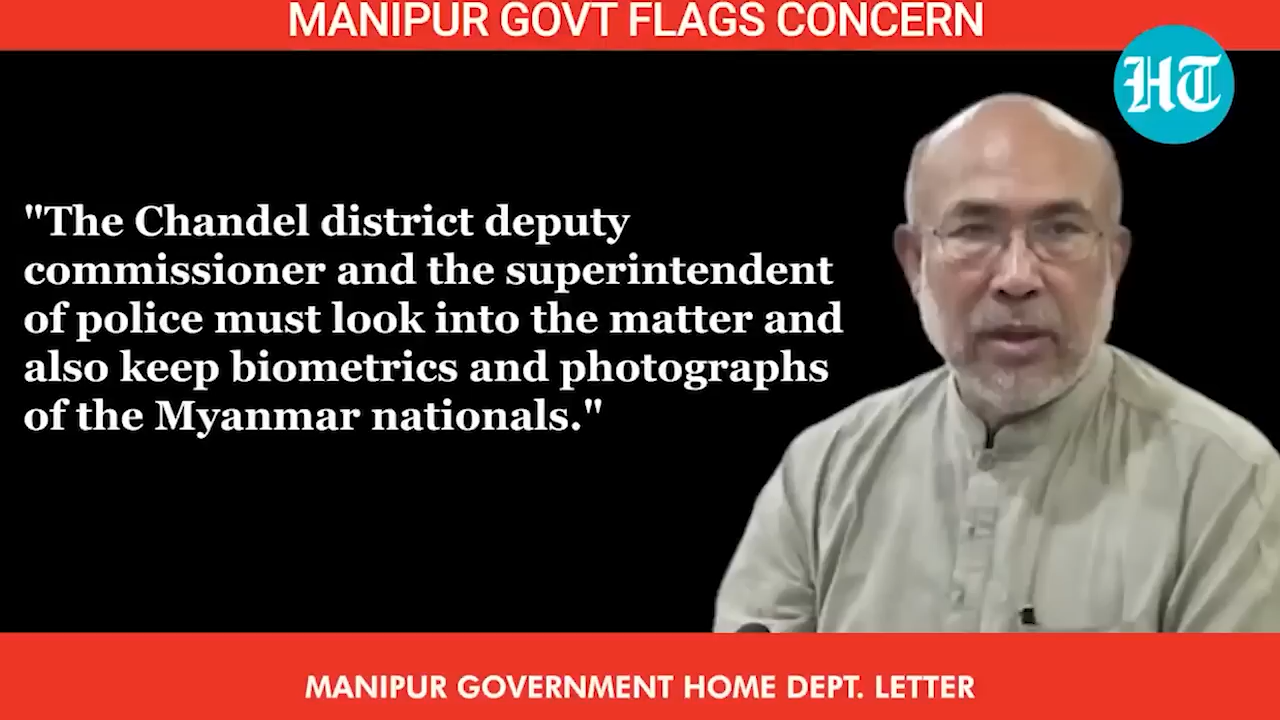 MANIPUR GOVT FLAGS CONCERN
HT
"The Chandel district deputy
commissioner and the superintendent
of police must look into the matter and
also keep biometrics and photographs
of the Myanmar nationals."
MANIPUR GOVERNMENT HOME DEPT. LETTER